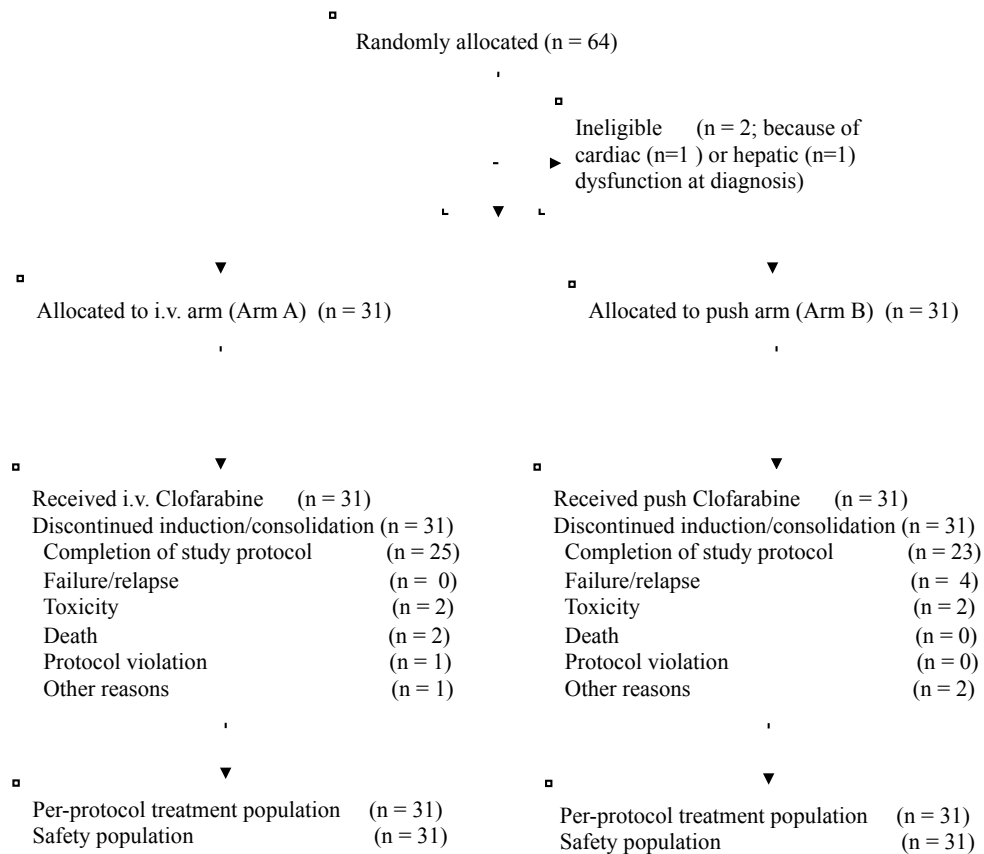 Randomly allocated (n = 64)
Ineligible (n = 2; because of
cardiac (n=1 ) or hepatic (n=1)
dysfunction at diagnosis)
Allocated to i.v. arm (Arm A) (n = 31)
Allocated to push arm (Arm B) (n = 31)
Received i.v. Clofarabine (n = 31)
Discontinued induction/consolidation (n = 31)
Completion of study protocol (n = 25)
Failure/relapse (n = 0)
Toxicity (n = 2)
Death (n = 2)
Protocol violation (n = 1)
Other reasons (n = 1)
Received push Clofarabine (n = 31)
Discontinued induction/consolidation (n = 31)
Completion of study protocol (n = 23)
Failure/relapse (n = 4)
Toxicity (n = 2)
Death (n = 0)
Protocol violation (n = 0)
Other reasons (n = 2)
Per-protocol treatment population (n = 31)
Safety population (n = 31)
Per-protocol treatment population (n = 31)
Safety population (n = 31)